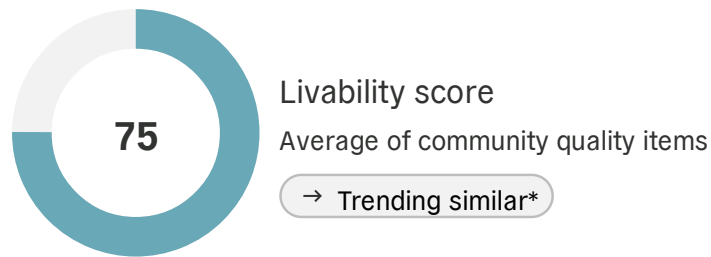 75
Livability score
Average of community quality items
→ Trending similar*